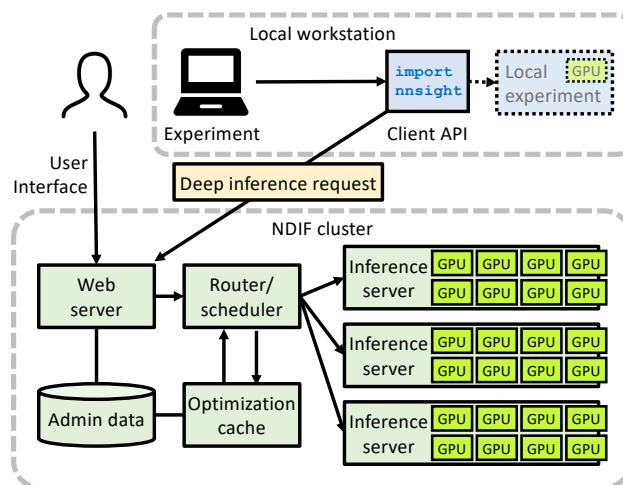 Local workstation
import
nnsight
Local
experiment
GPU
Experiment
Client API
User
Interface
Deep inference request
NDIF cluster
Web
server
Router/
scheduler
Inference
server
GPU GPU GPU GPU
GPU GPU GPU GPU
Inference
server
GPU GPU GPU GPU
GPU GPU GPU GPU
Admin data
Optimization
cache
Inference
server
GPU GPU GPU GPU
GPU GPU GPU GPU